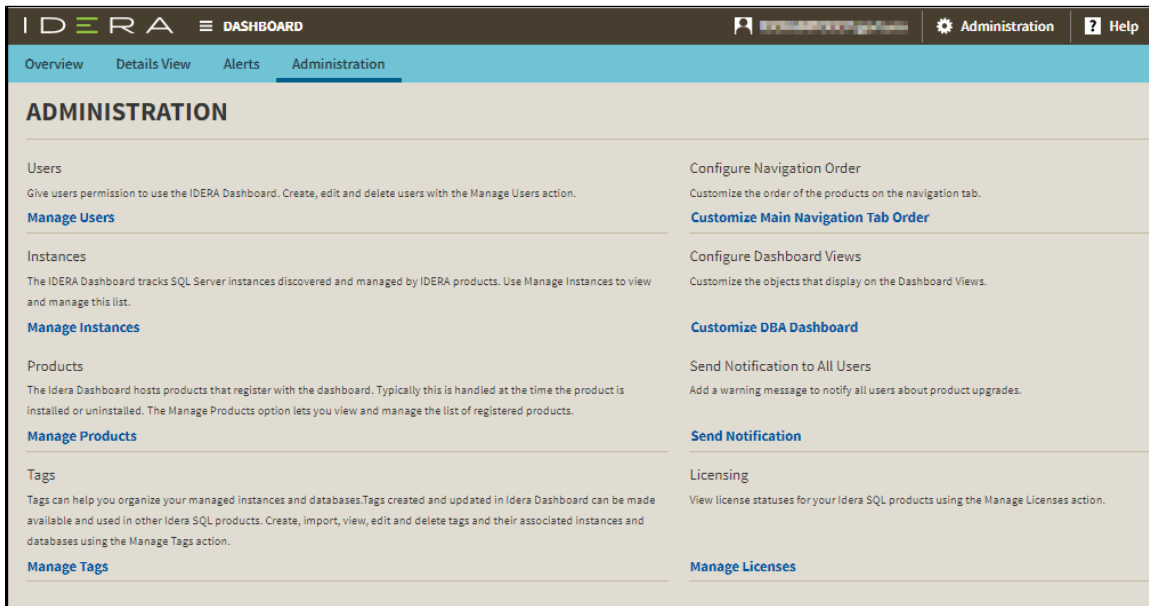 IDERA ≡ DASHBOARD
Administration
? Help
Overview Details View Alerts Administration
ADMINISTRATION
Users
Give users permission to use the IDERA Dashboard. Create, edit and delete users with the Manage Users action.
Manage Users
Instances
The IDERA Dashboard tracks SQL Server instances discovered and managed by IDERA products. Use Manage Instances to view
and manage this list.
Manage Instances
Products
The Idera Dashboard hosts products that register with the dashboard. Typically this is handled at the time the product is
installed or uninstalled. The Manage Products option lets you view and manage the list of registered products.
Manage Products
Tags
Tags can help you organize your managed instances and databases.Tags created and updated in Idera Dashboard can be made
available and used in other Idera SQL products. Create, import, view, edit and delete tags and their associated instances and
databases using the Manage Tags action.
Manage Tags
Configure Navigation Order
Customize the order of the products on the navigation tab.
Customize Main Navigation Tab Order
Configure Dashboard Views
Customize the objects that display on the Dashboard Views.
Customize DBA Dashboard
Send Notification to All Users
Add a warning message to notify all users about product upgrades.
Send Notification
Licensing
View license statuses for your Idera SQL products using the Manage Licenses action.
Manage Licenses